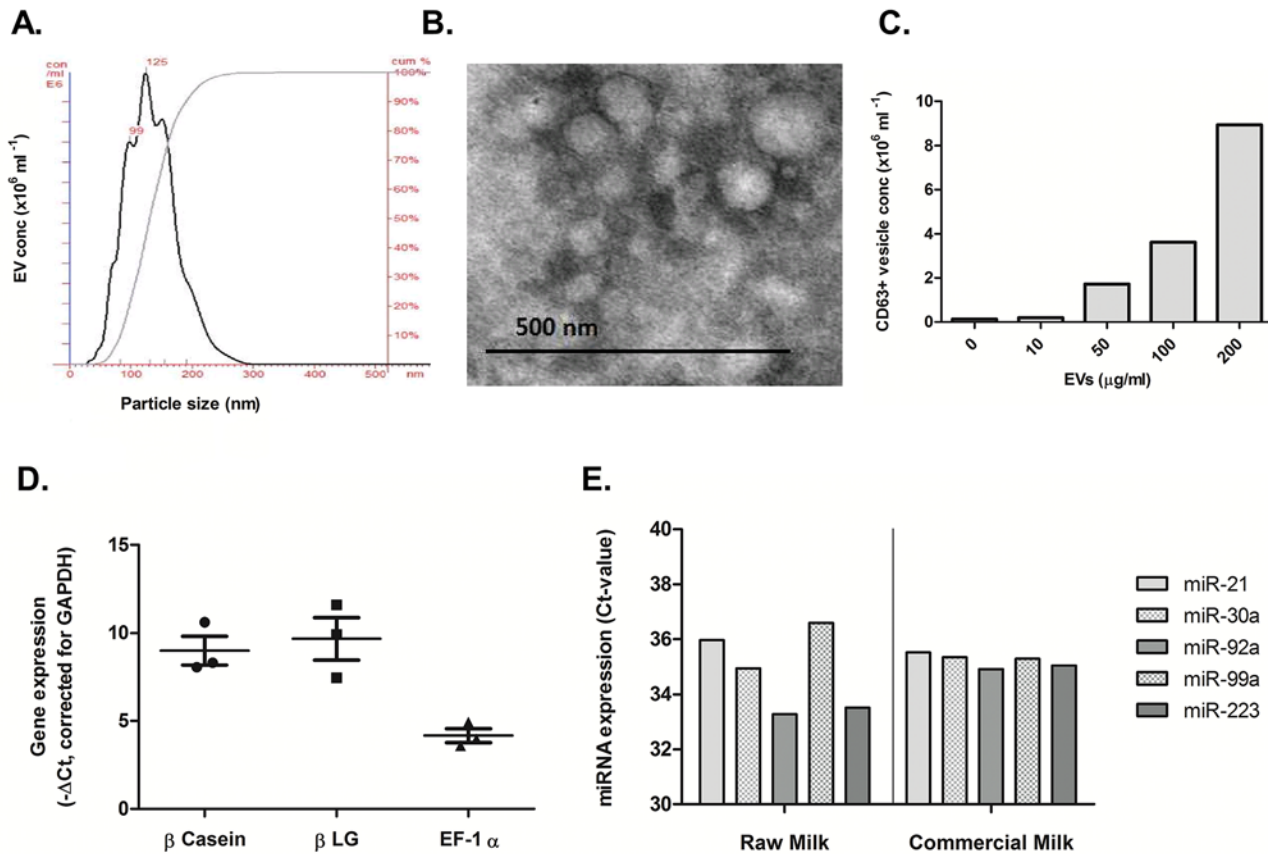 A.
con
/ml
E6
125
99
cum %
100%
90%
80%
70%
60%
50%
40%
30%
20%
10%
EV conc (x10⁶ ml⁻¹)
0
100
200
300
400
500
nm
Particle size (nm)
B.
500 nm
C.
CD63+ vesicle conc (x10⁶ ml⁻¹)
10
8
6
4
2
0
0
10
50
100
200
EVs (μg/ml)
D.
Gene expression
(-ΔCt, corrected for GAPDH)
15
10
5
0
β Casein
β LG
EF-1 α
E.
miRNA expression (Ct-value)
40
38
36
34
32
30
Raw Milk
Commercial Milk
miR-21
miR-30a
miR-92a
miR-99a
miR-223